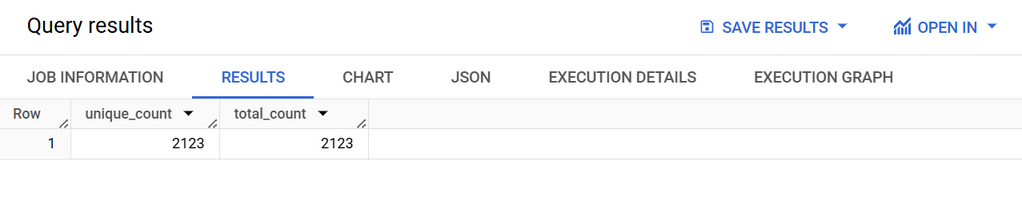 Query results
SAVE RESULTS
OPEN IN
JOB INFORMATION
RESULTS
CHART
JSON
EXECUTION DETAILS
EXECUTION GRAPH
Row unique_count total_count
1 2123 2123